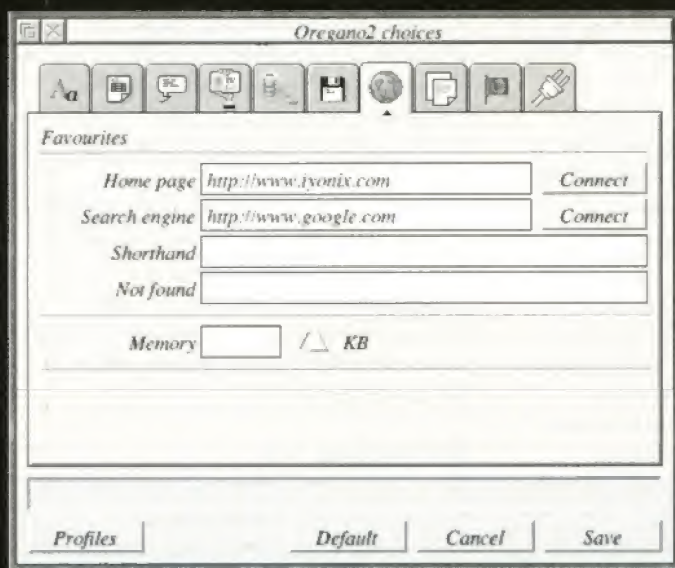 Oregano2 choices
Aa
Favourites
Home page http://www.iyonix.com Connect
Search engine http://www.google.com Connect
Shorthand
Not found
Memory KB
Profiles Default Cancel Save